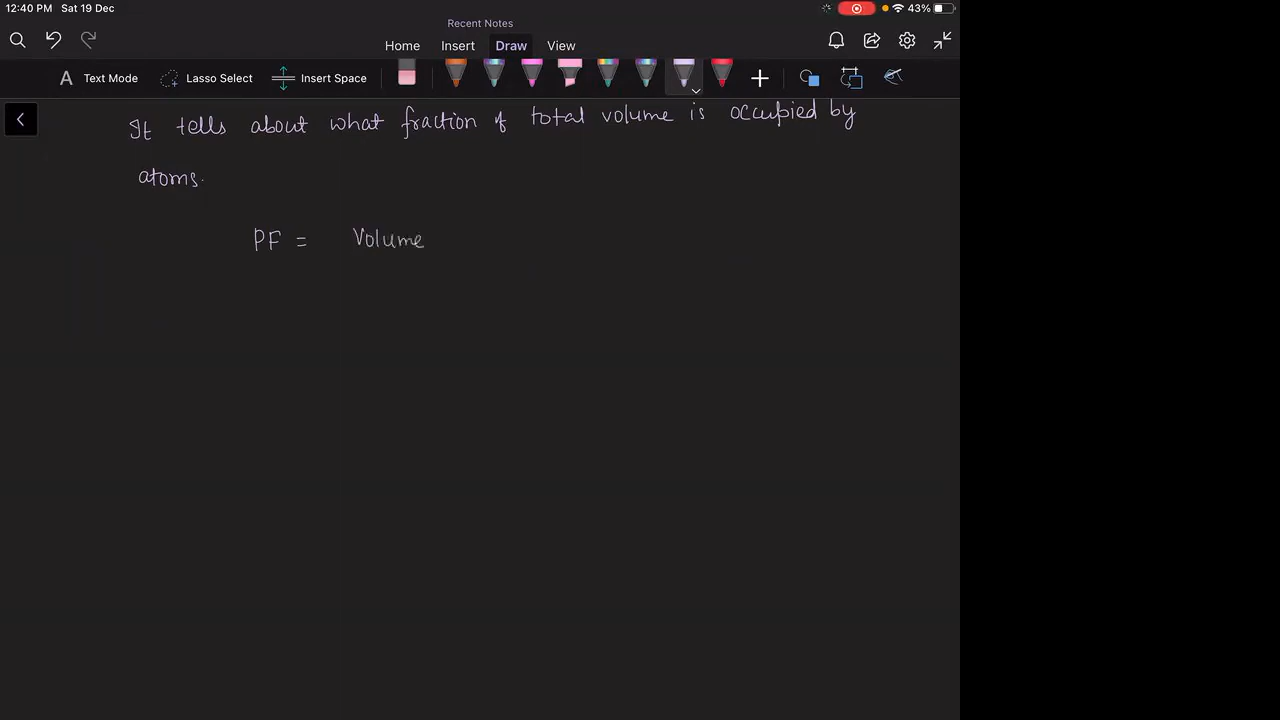 12:40 PM Sat 19 Dec 43%
Recent Notes
Home Insert Draw View
A Text Mode Lasso Select Insert Space
It tells about what fraction of total volume is occupied by
atoms.
PF = Volume